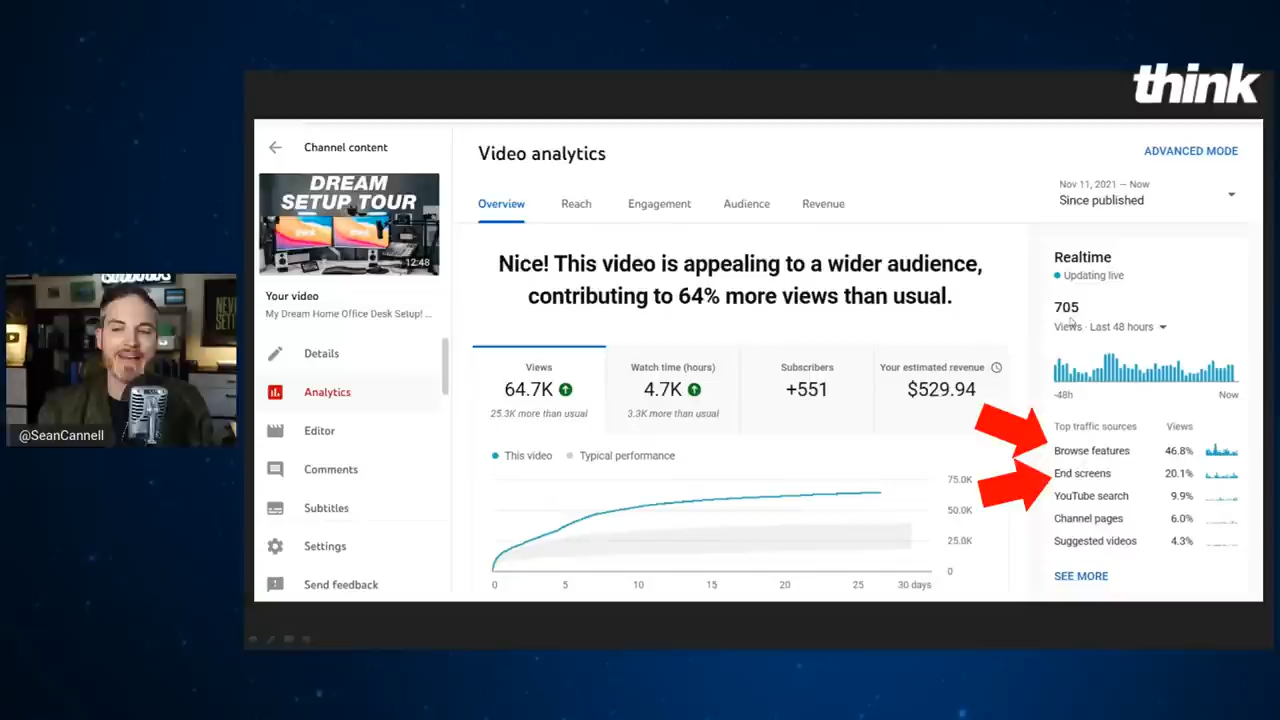 think
Channel content
DREAM
SETUP TOUR
12:48
Your video
My Dream Home Office Desk Setup! ...
Details
Analytics
Editor
Comments
Subtitles
Settings
Send feedback
Video analytics
ADVANCED MODE
Nov 11, 2021 — Now
Since published
Overview
Reach
Engagement
Audience
Revenue
Nice! This video is appealing to a wider audience,
contributing to 64% more views than usual.
Views
64.7K
25.3K more than usual
Watch time (hours)
4.7K
3.3K more than usual
Subscribers
+551
Your estimated revenue
$529.94
This video
Typical performance
75.0K
50.0K
25.0K
0
0 5 10 15 20 25 30 days
Realtime
Updating live
705
Views · Last 48 hours
-48h
Now
Top traffic sources Views
Browse features 46.8%
End screens 20.1%
YouTube search 9.9%
Channel pages 6.0%
Suggested videos 4.3%
SEE MORE
@SeanCannell